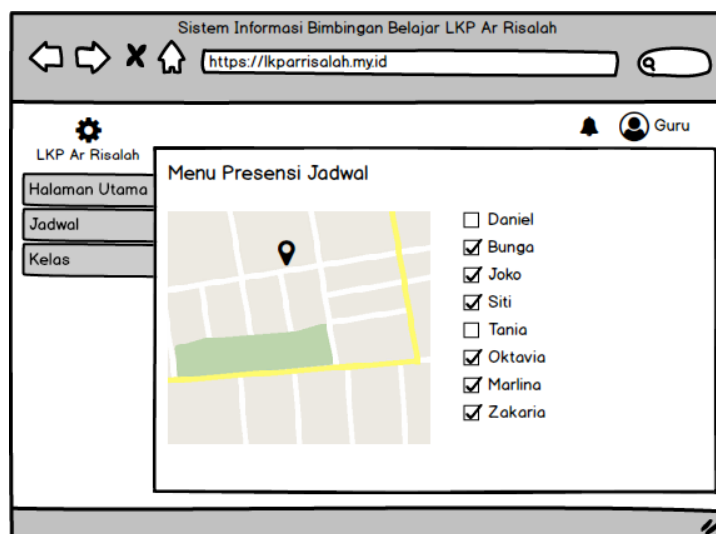 Sistem Informasi Bimbingan Belajar LKP Ar Risalah
https://lkparrisalah.my.id
Guru
LKP Ar Risalah
Halaman Utama
Jadwal
Kelas
Menu Presensi Jadwal
Daniel
Bunga
Joko
Siti
Tania
Oktavia
Marlina
Zakaria